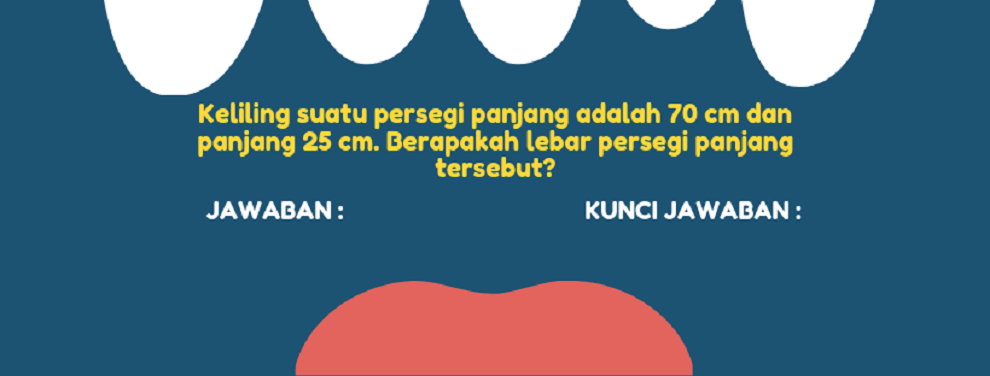 Keliling suatu persegi panjang adalah 70 cm dan
panjang 25 cm. Berapakah lebar persegi panjang
tersebut?
JAWABAN :
KUNCI JAWABAN :